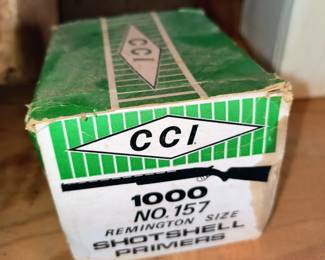 CCI
CCI
1000
NO. 157
REMINGTON SIZE
SHOTSHELL
PRIMERS